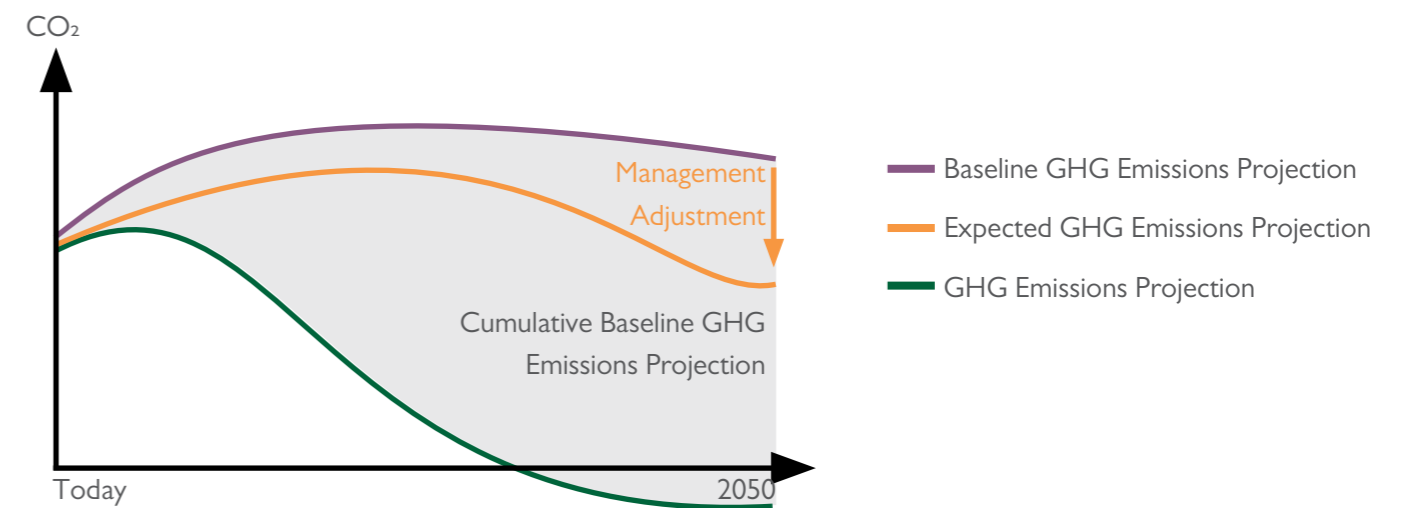 CO₂
Management
Adjustment
Cumulative Baseline GHG
Emissions Projection
Today
2050
Baseline GHG Emissions Projection
Expected GHG Emissions Projection
GHG Emissions Projection